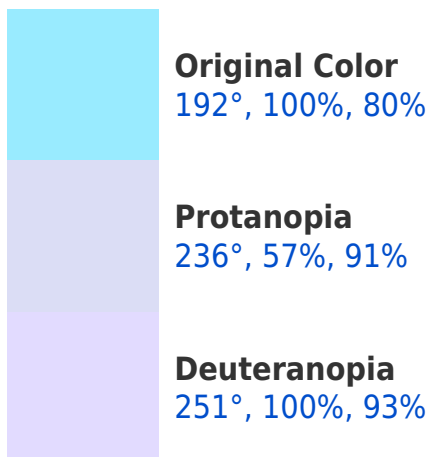 Original Color
192°, 100%, 80%
Protanopia
236°, 57%, 91%
Deuteranopia
251°, 100%, 93%